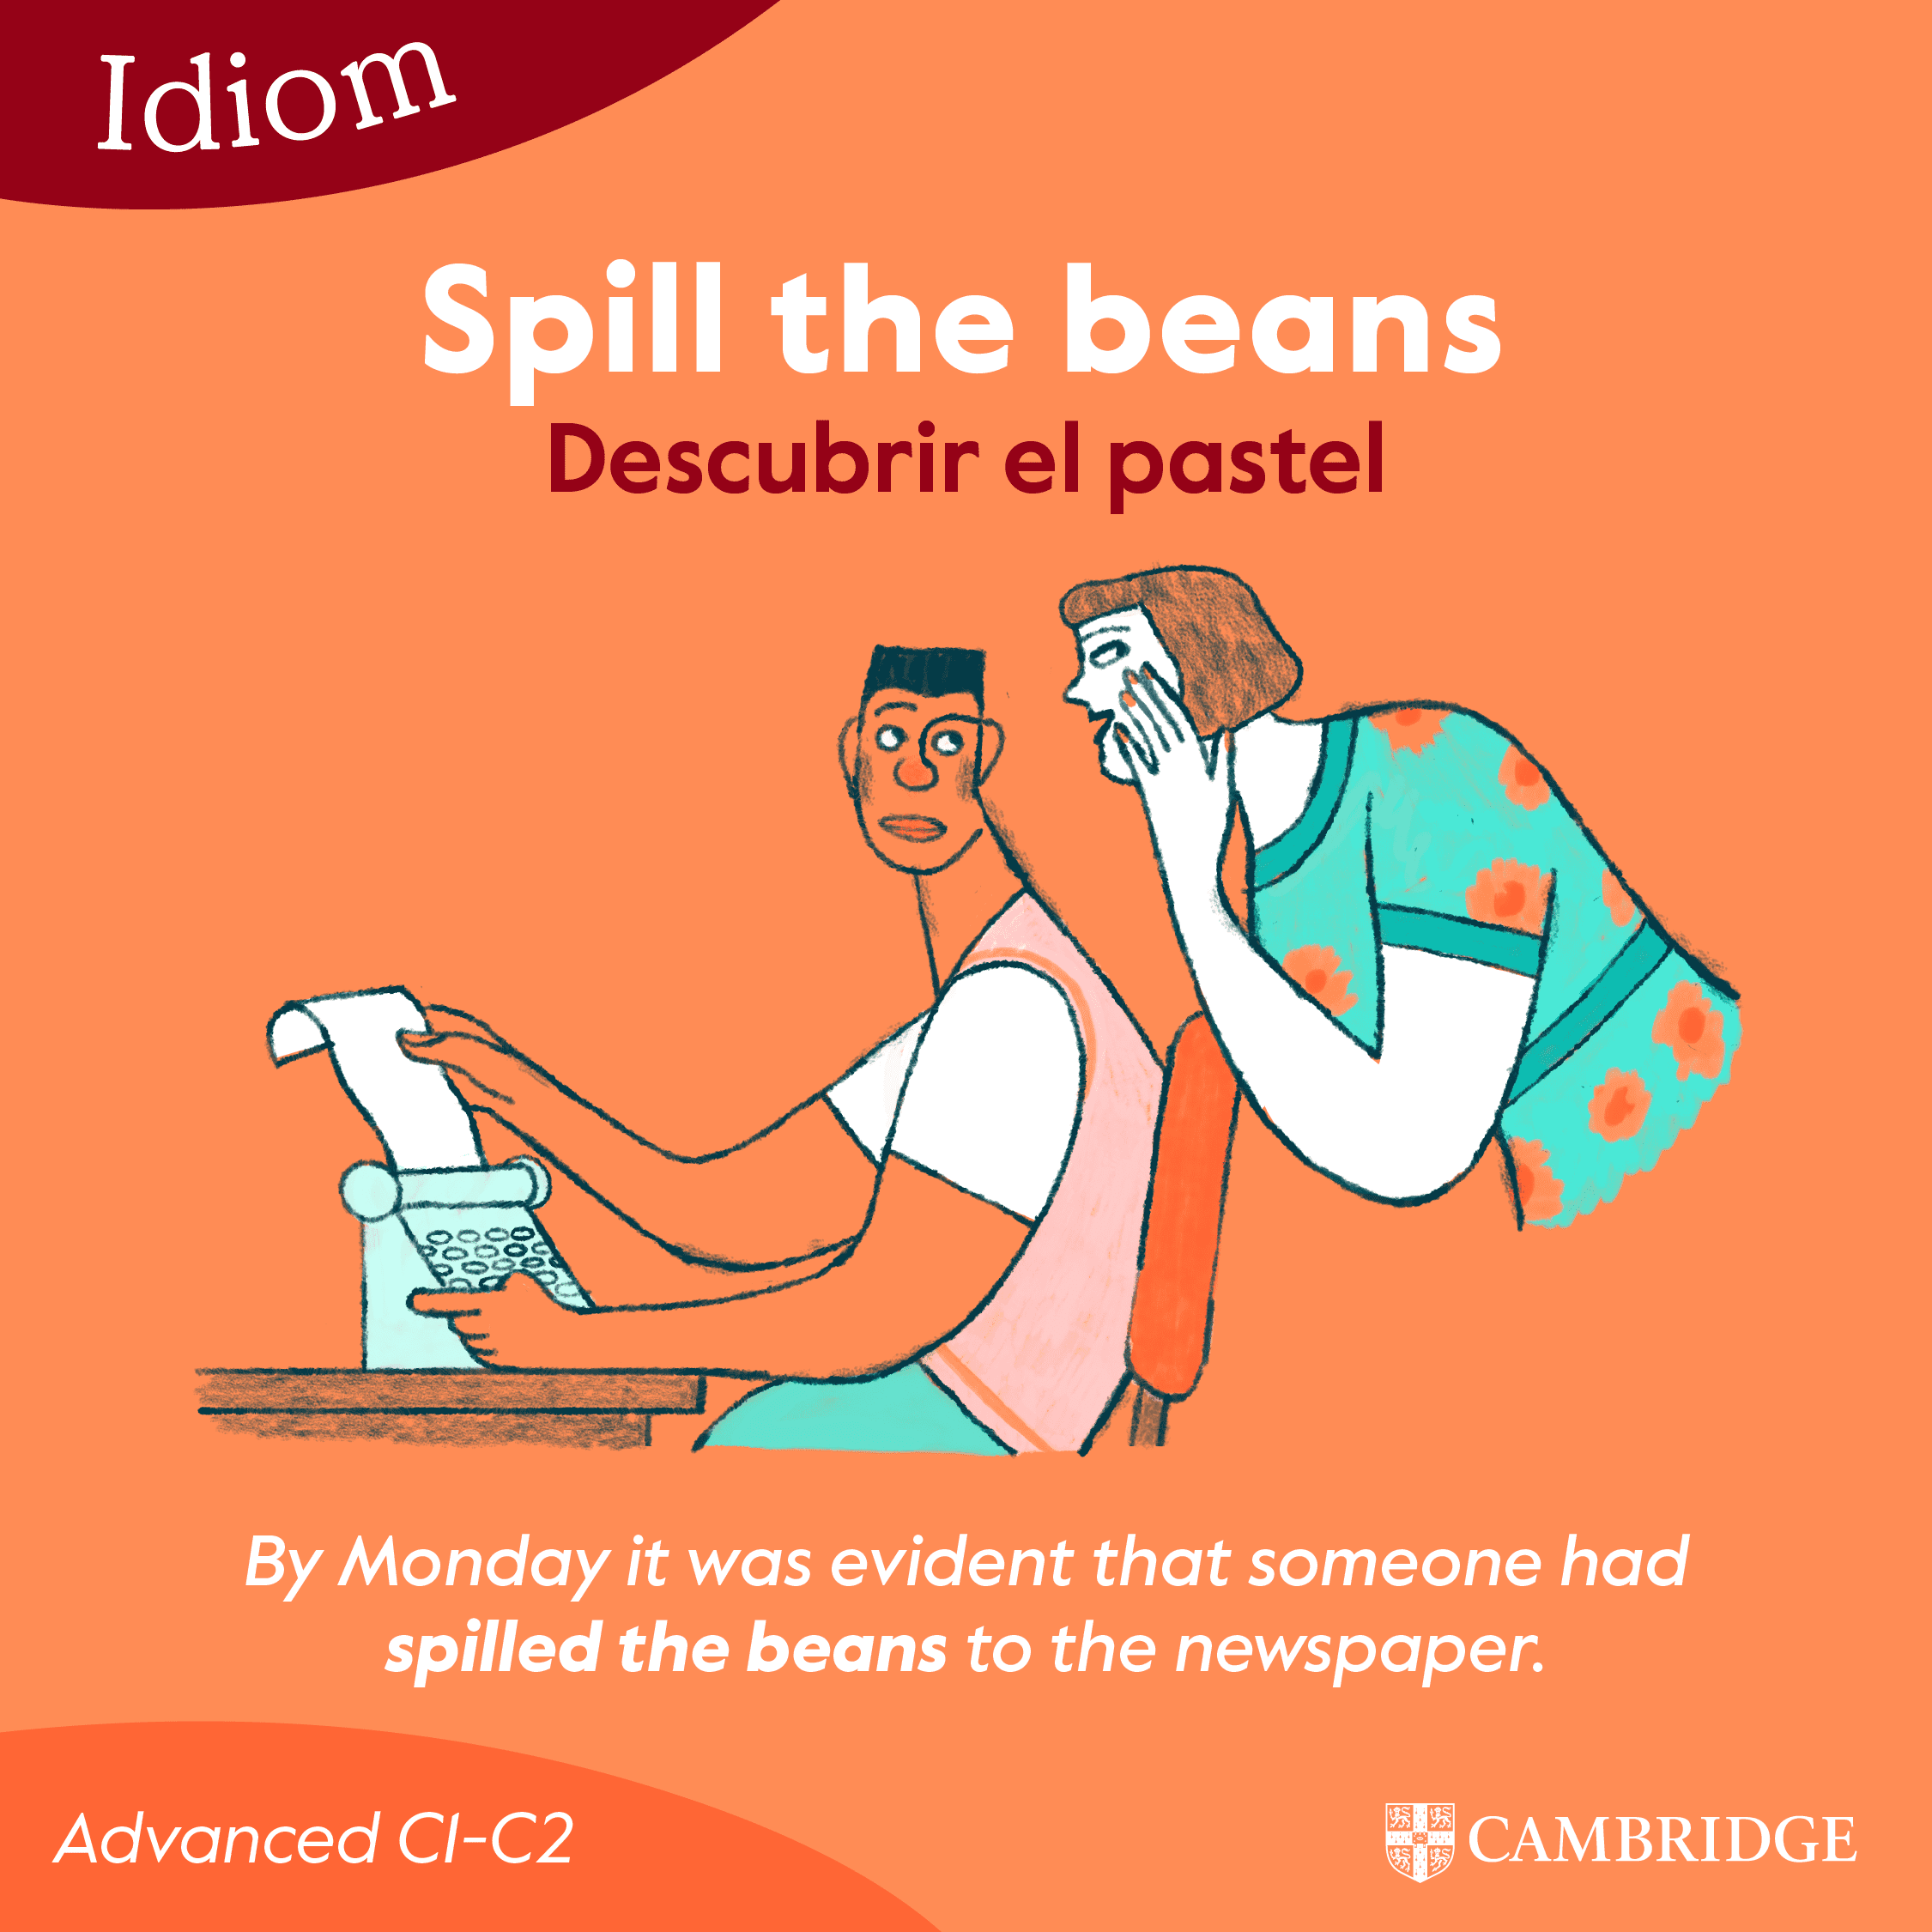 Idiom
Spill the beans
Descubrir el pastel
By Monday it was evident that someone had
spilled the beans to the newspaper.
Advanced C1-C2
CAMBRIDGE